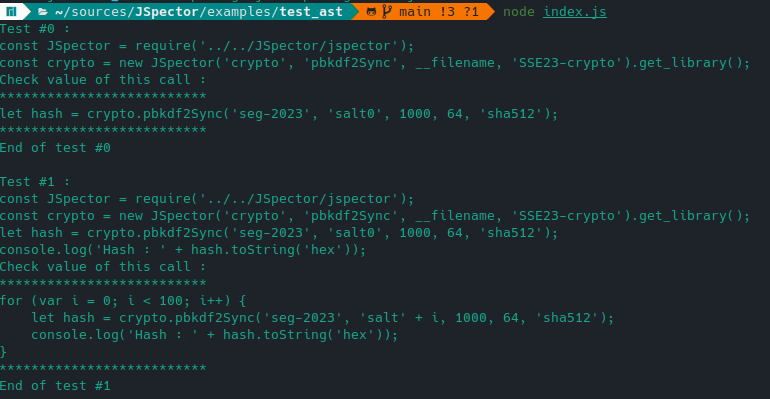 ~/sources/JSpector/examples/test_ast main !3 ?1 node index.js
Test #0 :
const JSpector = require('../../JSpector/jspector');
const crypto = new JSpector('crypto', 'pbkdf2Sync', __filename, 'SSE23-crypto').get_library();
Check value of this call :
**************************
let hash = crypto.pbkdf2Sync('seg-2023', 'salt0', 1000, 64, 'sha512');
**************************
End of test #0

Test #1 :
const JSpector = require('../../JSpector/jspector');
const crypto = new JSpector('crypto', 'pbkdf2Sync', __filename, 'SSE23-crypto').get_library();
let hash = crypto.pbkdf2Sync('seg-2023', 'salt0', 1000, 64, 'sha512');
console.log('Hash : ' + hash.toString('hex'));
Check value of this call :
**************************
for (var i = 0; i < 100; i++) {
    let hash = crypto.pbkdf2Sync('seg-2023', 'salt' + i, 1000, 64, 'sha512');
    console.log('Hash : ' + hash.toString('hex'));
}
**************************
End of test #1